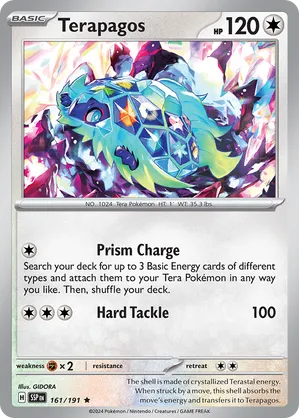 BASIC
Terapagos
HP 120
NO. 1024 Tera Pokémon HT: 8" WT: 35.3 lbs.
Prism Charge
Search your deck for up to 3 Basic Energy cards of different
types and attach them to your Tera Pokémon in any way
you like. Then, shuffle your deck.
Hard Tackle 100
weakness × 2 resistance retreat
Illus. GIDORA
The shell is made of crystallized Terastal energy.
When struck by a move, this shell absorbs the
move's energy and transfers it to Terapagos.
H SSP EN 161/191 ★
©2024 Pokémon / Nintendo / Creatures / GAME FREAK